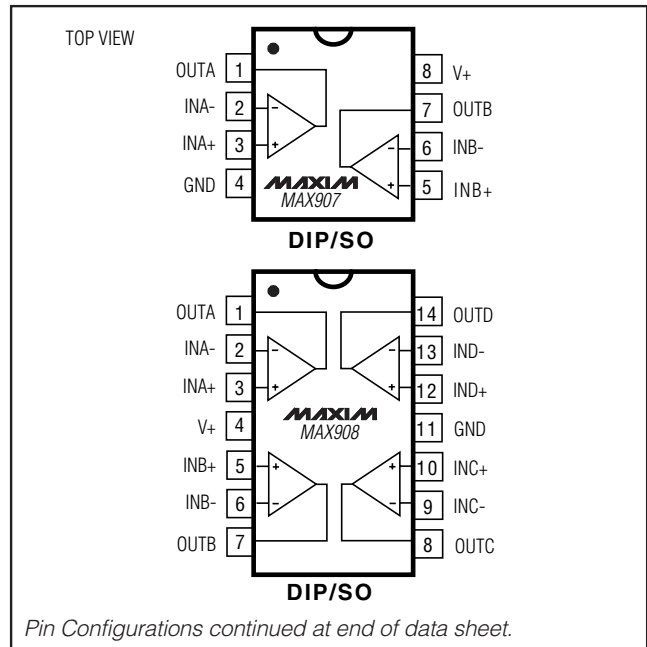 TOP VIEW
OUTA 1
8 V+
INA- 2
7 OUTB
INA+ 3
6 INB-
GND 4
5 INB+
- +
- +
MAXIM
MAX907
DIP/SO
OUTA 1
14 OUTD
INA- 2
13 IND-
INA+ 3
12 IND+
V+ 4
11 GND
INB+ 5
10 INC+
INB- 6
9 INC-
OUTB 7
8 OUTC
- +
- +
MAXIM
MAX908
+ -
+ -
DIP/SO
Pin Configurations continued at end of data sheet.